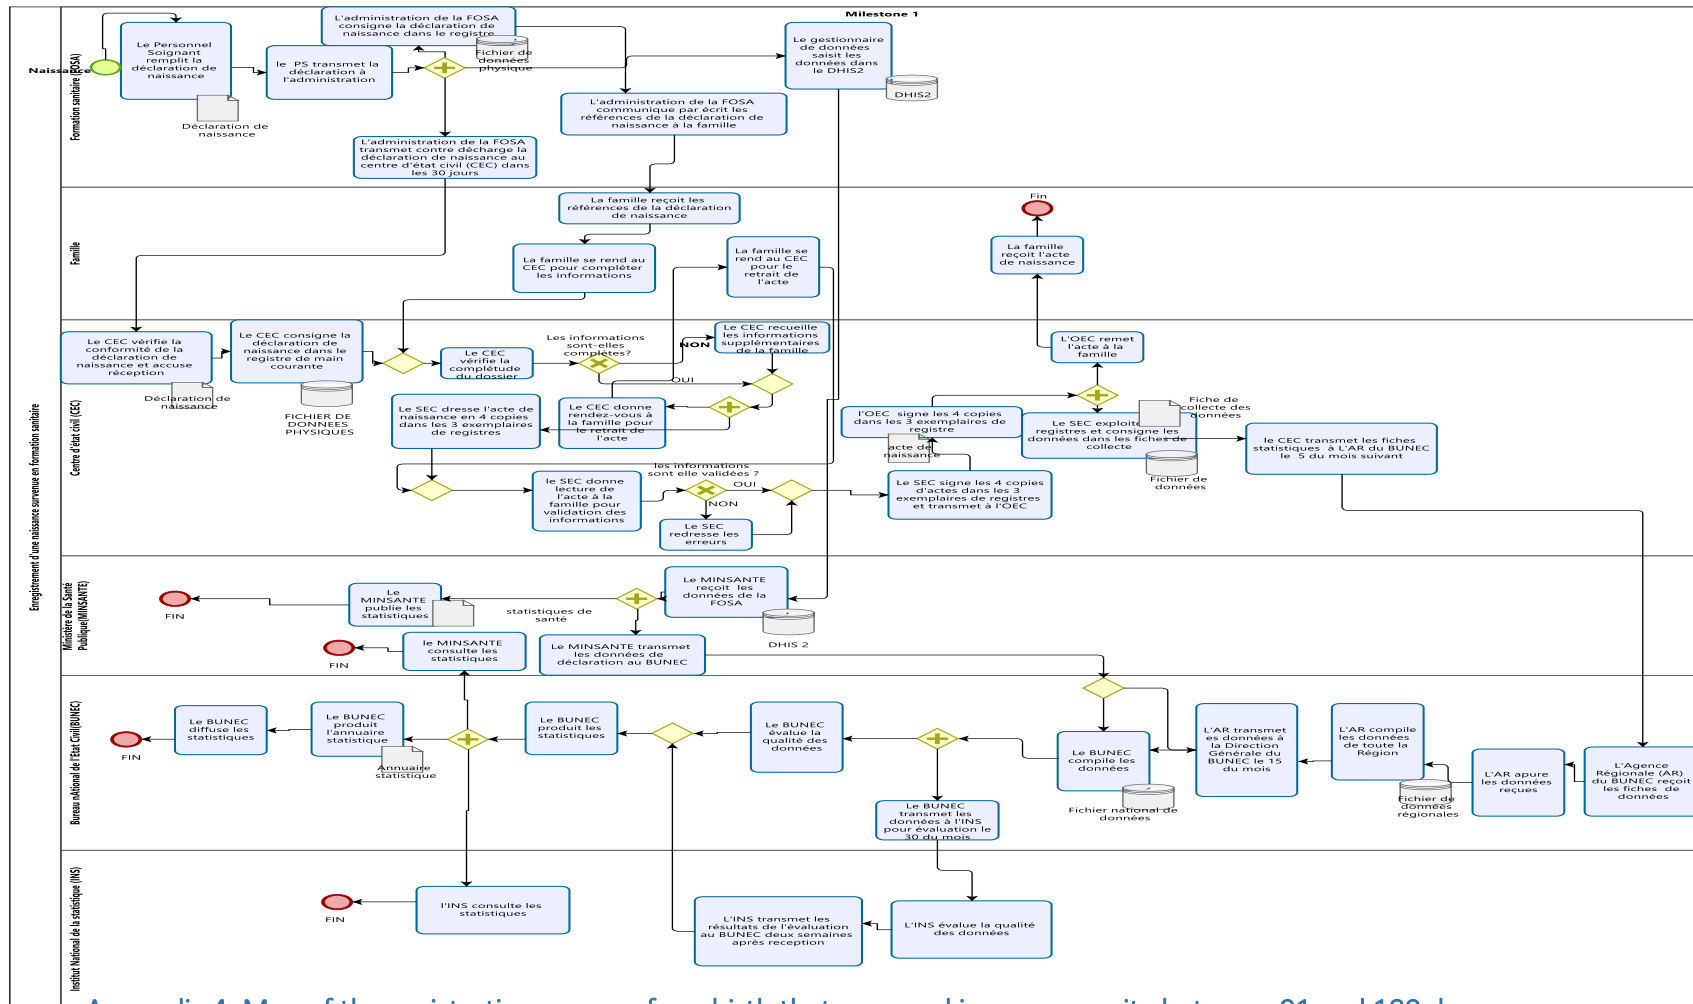 Milestone 1
Enregistrement d'une naissance survenue en formation sanitaire
Formation sanitaire (FOSA)
Naissance
Le Personnel
Soignant
remplit la
déclaration de
naissance
Déclaration de
naissance
le PS transmet la
déclaration à
l'administration
L'administration de la FOSA
consigne la déclaration de
naissance dans le registre
Fichier de
données
physique
L'administration de la FOSA
transmet contre décharge la
déclaration de naissance au
centre d'état civil (CEC) dans
les 30 jours
L'administration de la FOSA
communique par écrit les
références de la déclaration de
naissance à la famille
Le gestionnaire
de données
saisit les
données dans
le DHIS2
DHIS2
Famille
La famille reçoit les
références de la déclaration
de naissance
La famille se rend au
CEC pour compléter
les informations
La famille se
rend au CEC
pour le
retrait de
l'acte
Fin
La famille
reçoit l'acte
de naissance
Centre d'état civil (CEC)
Le CEC vérifie la
conformité de la
déclaration de
naissance et accuse
réception
Déclaration de
naissance
Le CEC consigne la
déclaration de
naissance dans le
registre de main
courante
FICHIER DE
DONNEES
PHYSIQUES
Le CEC
vérifie la
complétude
du dossier
Les informations
sont-elles
complètes?
NON
OUI
Le CEC recueille
les informations
supplémentaires
de la famille
Le SEC dresse l'acte de
naissance en 4 copies
dans les 3 exemplaires
de registres
Le CEC donne
rendez-vous à
la famille pour
le retrait de
l'acte
le SEC donne
lecture de
l'acte à la
famille pour
validation des
informations
les informations
sont elle validées ?
OUI
NON
Le SEC
redresse les
erreurs
Le SEC signe les 4 copies
d'actes dans les 3
exemplaires de registres
et transmet à l'OEC
l'OEC signe les 4 copies
dans les 3 exemplaires de
registre
acte de
naissance
L'OEC remet
l'acte à la
famille
Le SEC exploite
registres et consigne les
données dans les fiches de
collecte
Fiche de
collecte des
données
Fichier de
données
le CEC transmet les fiches
statistiques à L'AR du BUNEC
le 5 du mois suivant
Ministère de la Santé
Publique(MINSANTE)
FIN
Le
MINSANTE
publie les
statistiques
statistiques de
santé
Le MINSANTE
reçoit les
données de la
FOSA
DHIS 2
FIN
le MINSANTE
consulte les
statistiques
Le MINSANTE transmet
les données de
déclaration au BUNEC
Bureau nAtional de l'Etat Civil(BUNEC)
FIN
Le BUNEC
diffuse les
statistiques
Le BUNEC
produit
l'annuaire
statistique
Annuaire
statistique
Le BUNEC
produit les
statistiques
Le BUNEC
évalue la
qualité des
données
Le BUNEC
transmet les
données à l'INS
pour évaluation le
30 du mois
Le BUNEC
compile les
données
Fichier national de
données
L'AR transmet
es données à
la Direction
Générale du
BUNEC le 15
du mois
L'AR compile
les données
de toute la
Région
Fichier de
données
régionales
L'AR apure
les données
reçues
L'Agence
Régionale (AR)
du BUNEC reçoit
les fiches de
données
Institut National de la statistique (INS)
FIN
l'INS consulte les
statistiques
L'INS transmet les
résultats de l'évaluation
au BUNEC deux semaines
après reception
L'INS évalue la qualité
des données